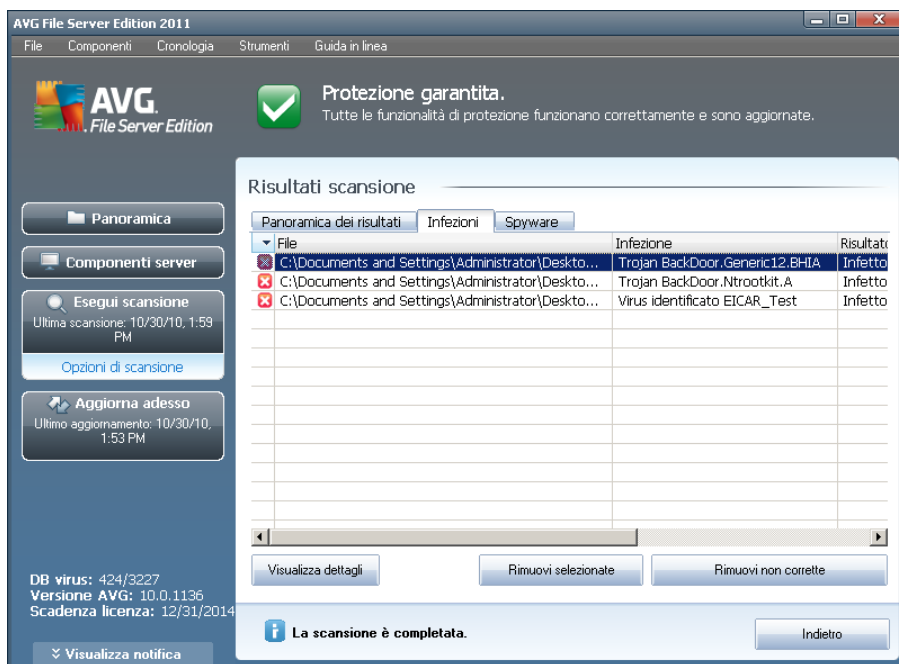 AVG File Server Edition 2011
File Componenti Cronologia Strumenti Guida in linea
AVG.
File Server Edition
Protezione garantita.
Tutte le funzionalità di protezione funzionano correttamente e sono aggiornate.
Panoramica
Componenti server
Esegui scansione
Ultima scansione: 10/30/10, 1:59
PM
Opzioni di scansione
Aggiorna adesso
Ultimo aggiornamento: 10/30/10,
1:53 PM
DB virus: 424/3227
Versione AVG: 10.0.1136
Scadenza licenza: 12/31/2014
Visualizza notifica
Risultati scansione
Panoramica dei risultati Infezioni Spyware
File Infezione Risultato
C:\Documents and Settings\Administrator\Deskto... Trojan BackDoor.Generic12.BHIA Infetto
C:\Documents and Settings\Administrator\Deskto... Trojan BackDoor.Ntrootkit.A Infetto
C:\Documents and Settings\Administrator\Deskto... Virus identificato EICAR_Test Infetto
Visualizza dettagli Rimuovi selezionate Rimuovi non corrette
La scansione è completata.
Indietro